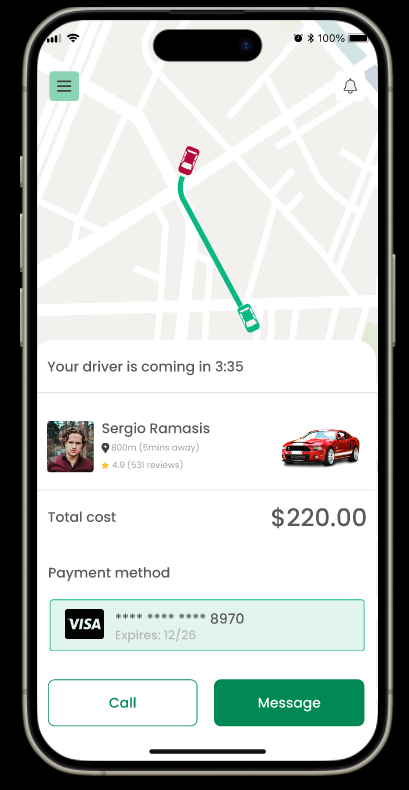 100%
Your driver is coming in 3:35
Sergio Ramasis
800m (5mins away)
4.9 (531 reviews)
Total cost
$220.00
Payment method
VISA
**** **** **** 8970
Expires: 12/26
Call
Message